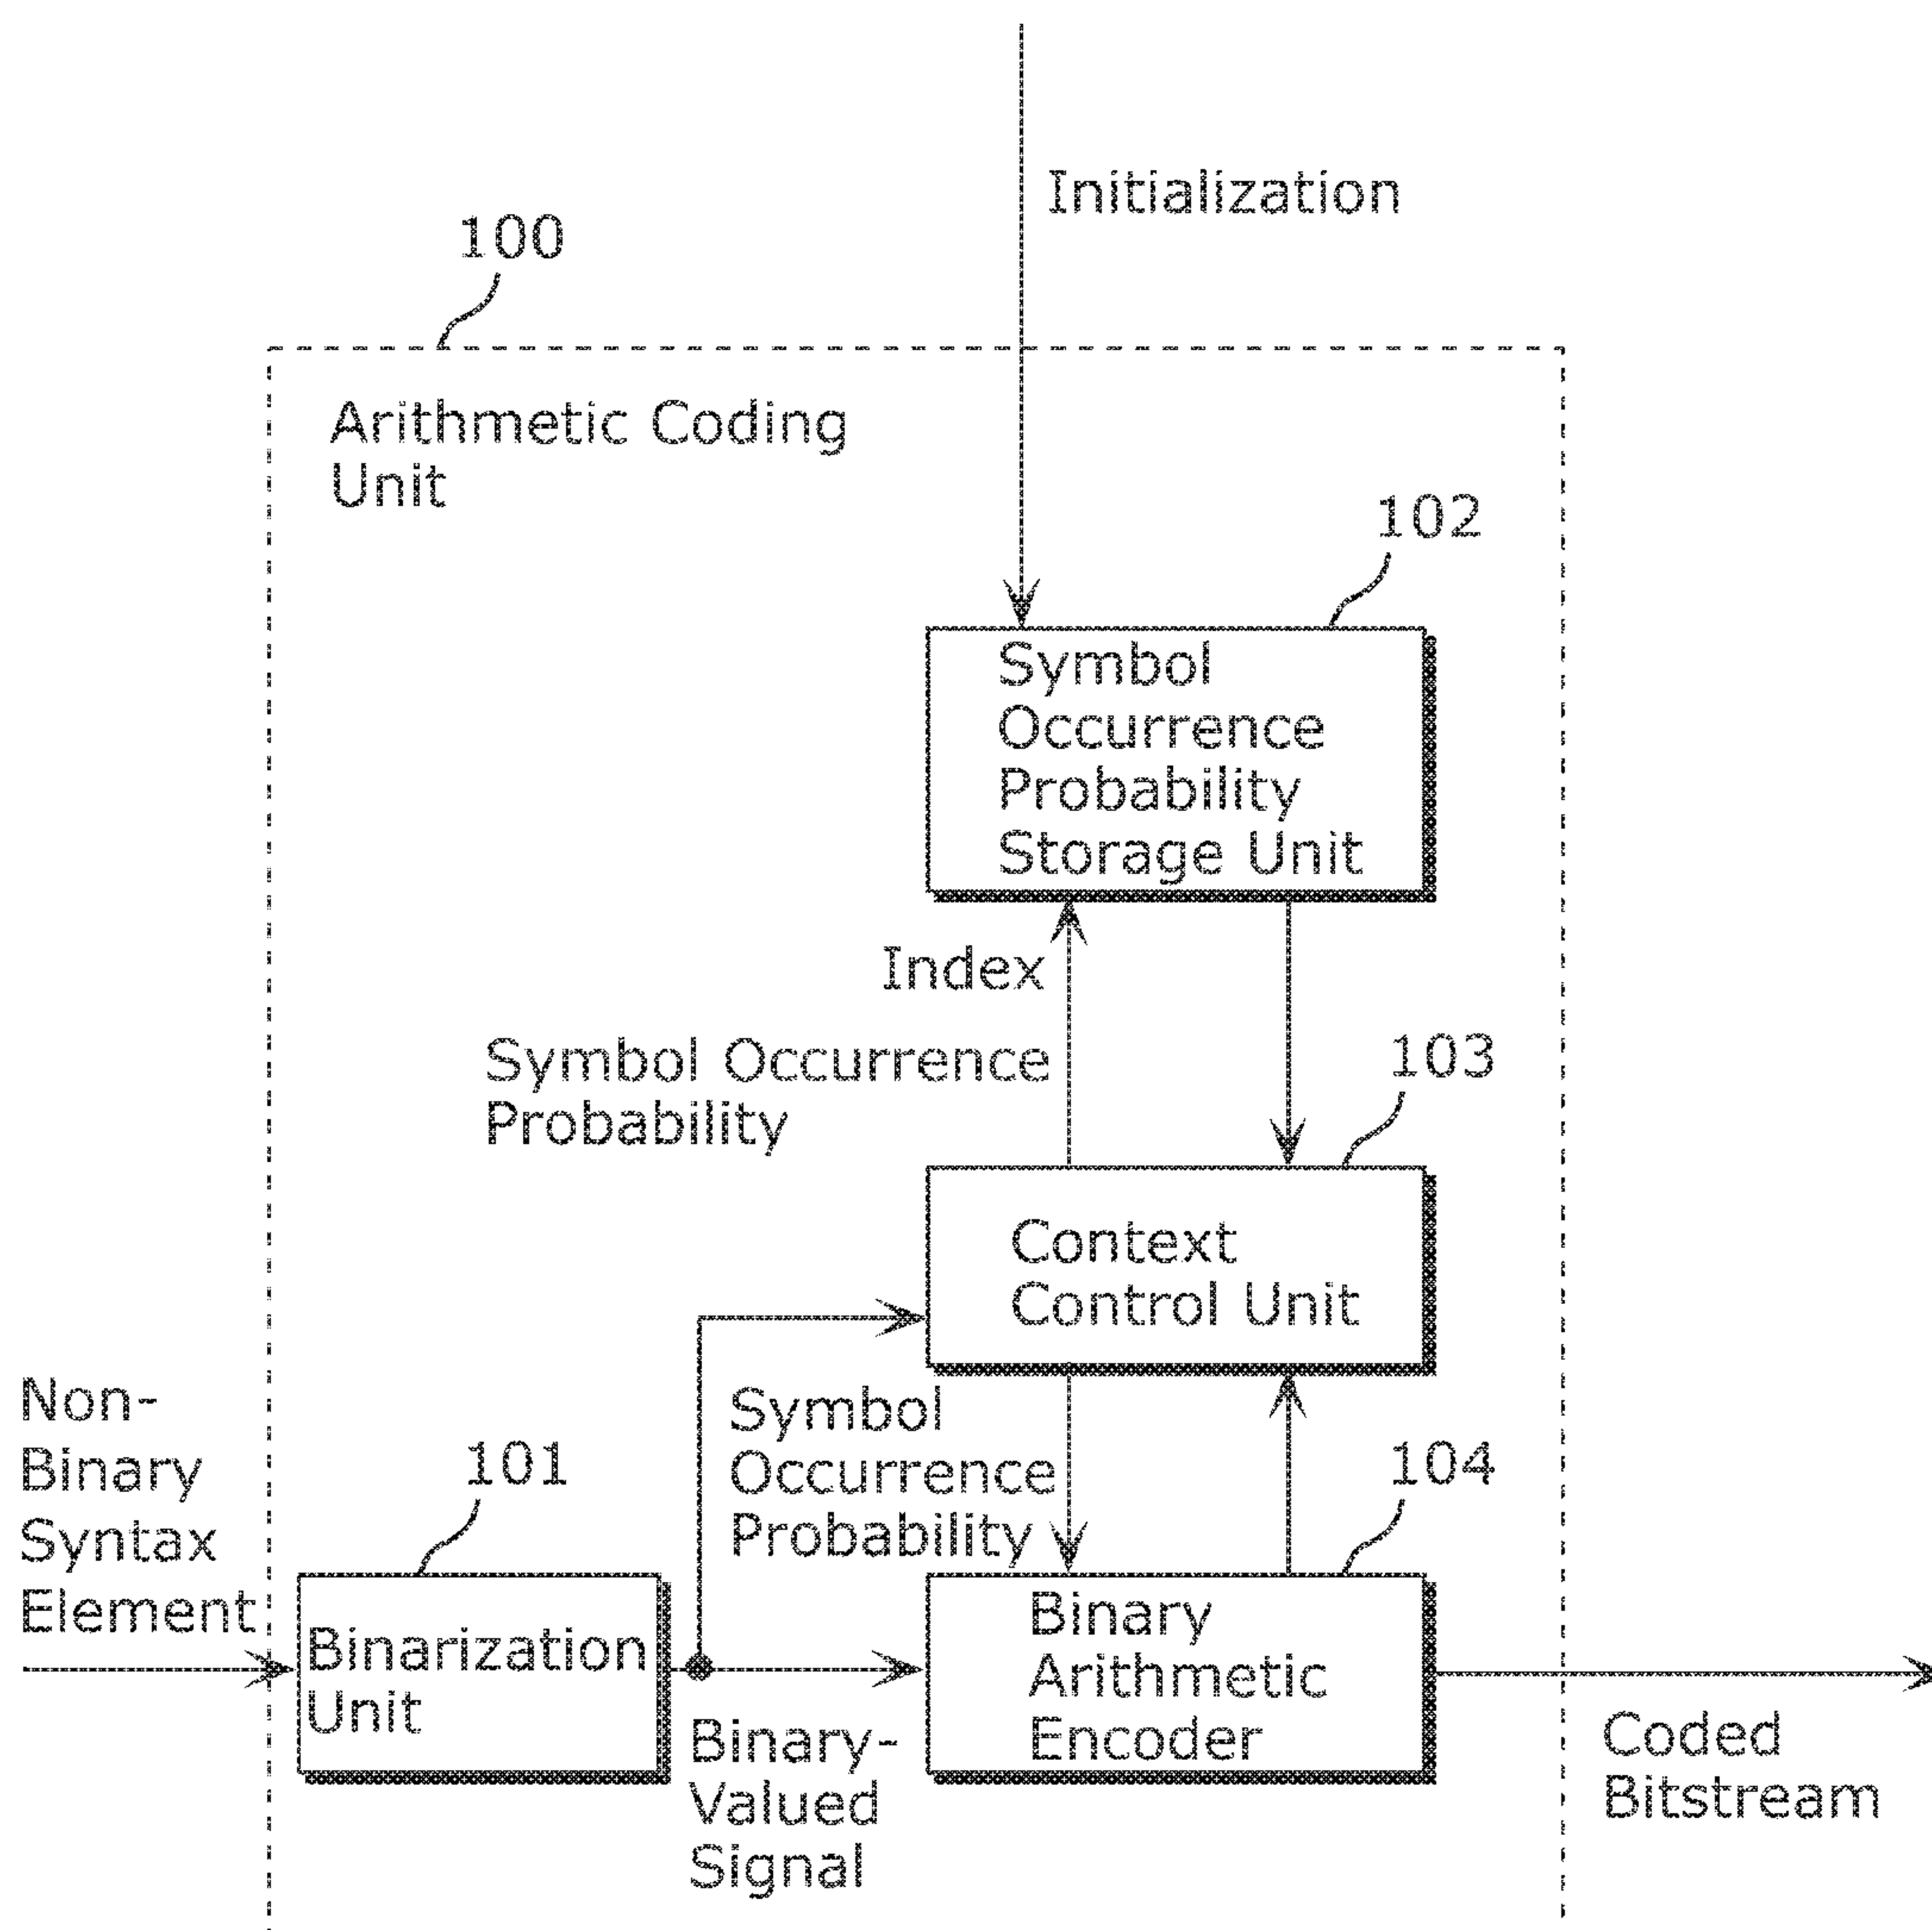 Initialization
100
Arithmetic Coding
Unit
102
Symbol
Occurrence
Probability
Storage Unit
Index
Symbol Occurrence
Probability
103
Context
Control Unit
Non-
Binary
Syntax
Element
101
Symbol
Occurrence
Probability
104
Binarization
Unit
Binary
Arithmetic
Encoder
Binary-
Valued
Signal
Coded
Bitstream